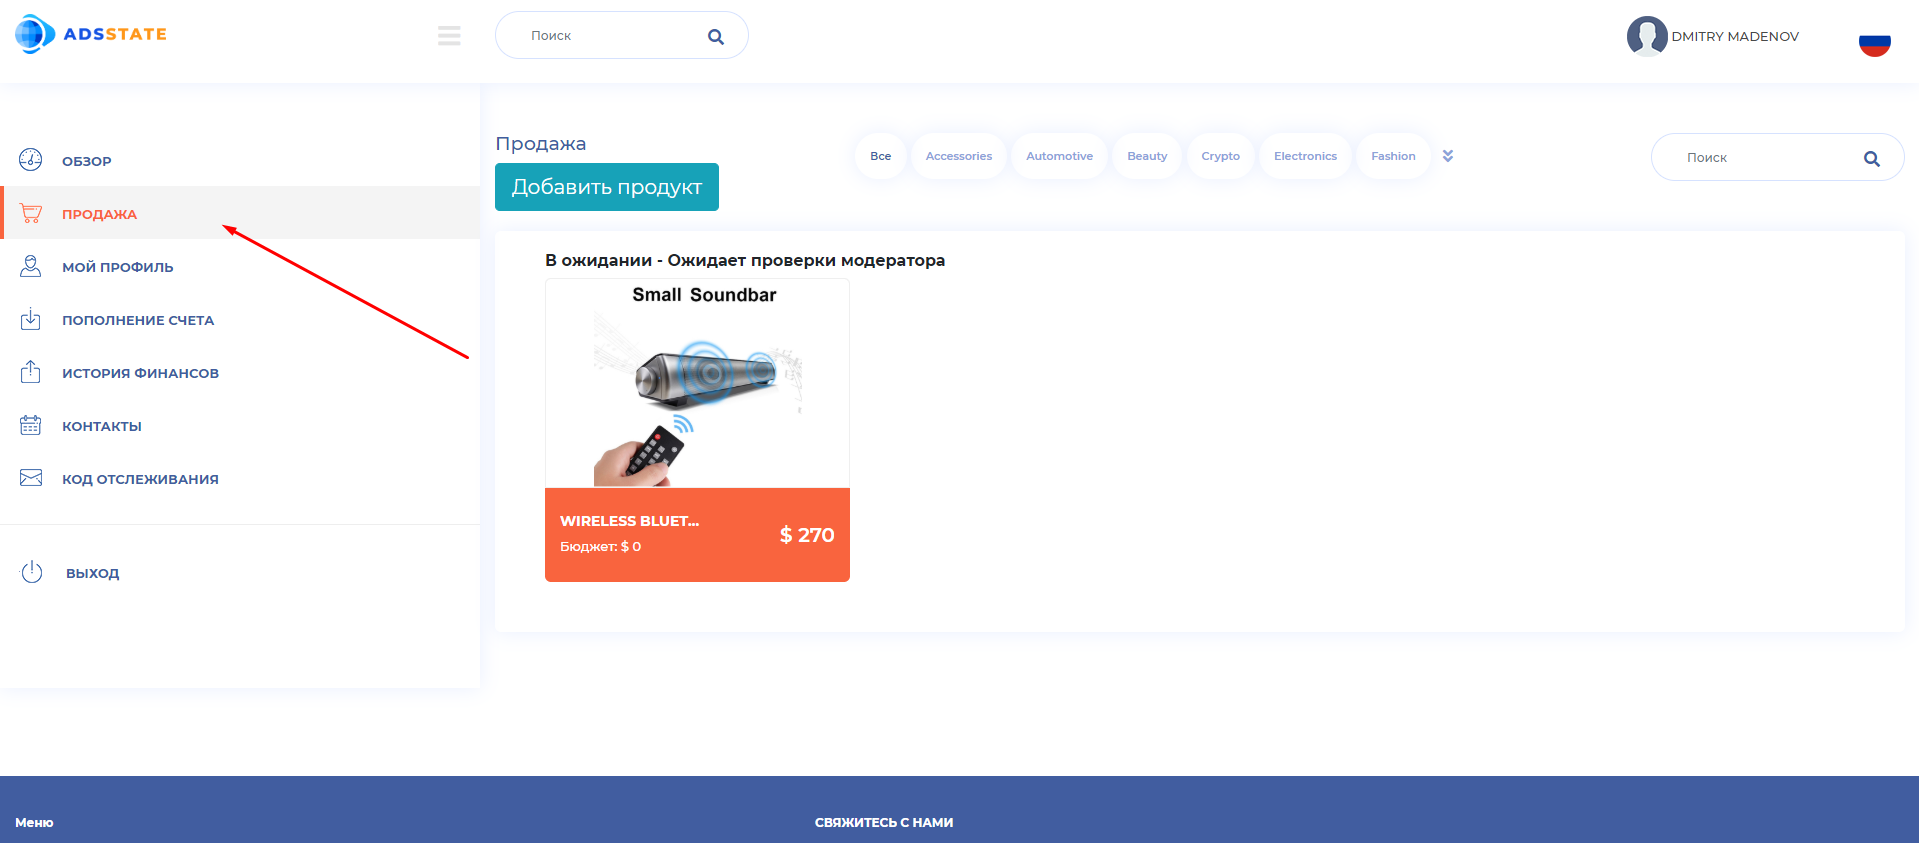 ADSSTATE
Поиск
DMITRY MADENOV
ОБЗОР
ПРОДАЖА
МОЙ ПРОФИЛЬ
ПОПОЛНЕНИЕ СЧЕТА
ИСТОРИЯ ФИНАНСОВ
КОНТАКТЫ
КОД ОТСЛЕЖИВАНИЯ
ВЫХОД
Продажа
Добавить продукт
Все Accessories Automotive Beauty Crypto Electronics Fashion
Поиск
В ожидании - Ожидает проверки модератора
Small Soundbar
WIRELESS BLUET...
Бюджет: $ 0
$ 270
Меню
СВЯЖИТЕСЬ С НАМИ